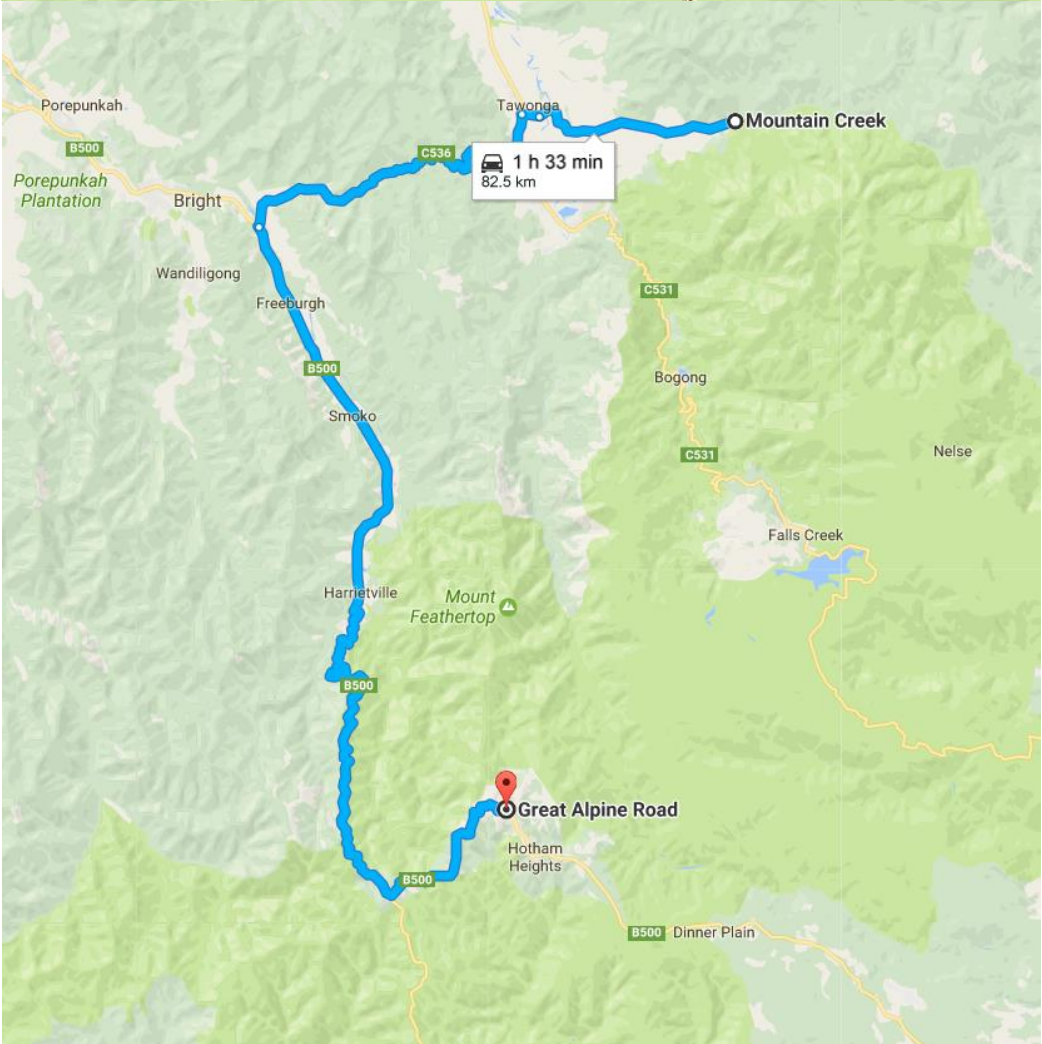 Porepunkah
Tawonga
Mountain Creek
B500
C536
1 h 33 min
82.5 km
Porepunkah
Plantation
Bright
Wandiligong
C531
Freeburgh
B500
Bogong
Smoko
C531
Nelse
Falls Creek
Harrietville
Mount
Feathertop
B500
Great Alpine Road
Hotham
Heights
B500
B500
Dinner Plain